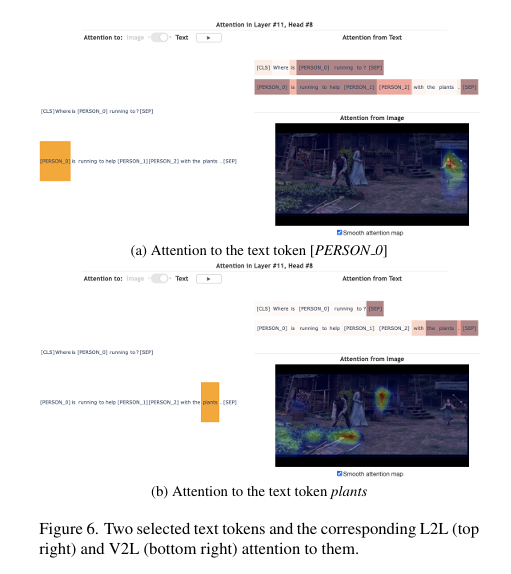 Attention in Layer #11, Head #8
Attention to: Image Text
Attention from Text
[CLS] Where is [PERSON_0] running to ? [SEP]
[PERSON_0] is running to help [PERSON_1] [PERSON_2] with the plants . [SEP]
[CLS] Where is [PERSON_0] running to ? [SEP]
[PERSON_0] is running to help [PERSON_1] [PERSON_2] with the plants . [SEP]
Attention from Image
Smooth attention map
(a) Attention to the text token [PERSON_0]
Attention in Layer #11, Head #8
Attention to: Image Text
Attention from Text
[CLS] Where is [PERSON_0] running to ? [SEP]
[PERSON_0] is running to help [PERSON_1] [PERSON_2] with the plants . [SEP]
[CLS] Where is [PERSON_0] running to ? [SEP]
[PERSON_0] is running to help [PERSON_1] [PERSON_2] with the plants . [SEP]
Attention from Image
Smooth attention map
(b) Attention to the text token plants
Figure 6. Two selected text tokens and the corresponding L2L (top
right) and V2L (bottom right) attention to them.